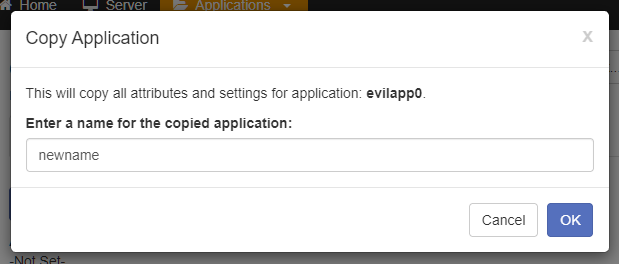 Home Server Applications
Copy Application x
This will copy all attributes and settings for application: evilapp0.
Enter a name for the copied application:
newname
Cancel OK
-Not Set-